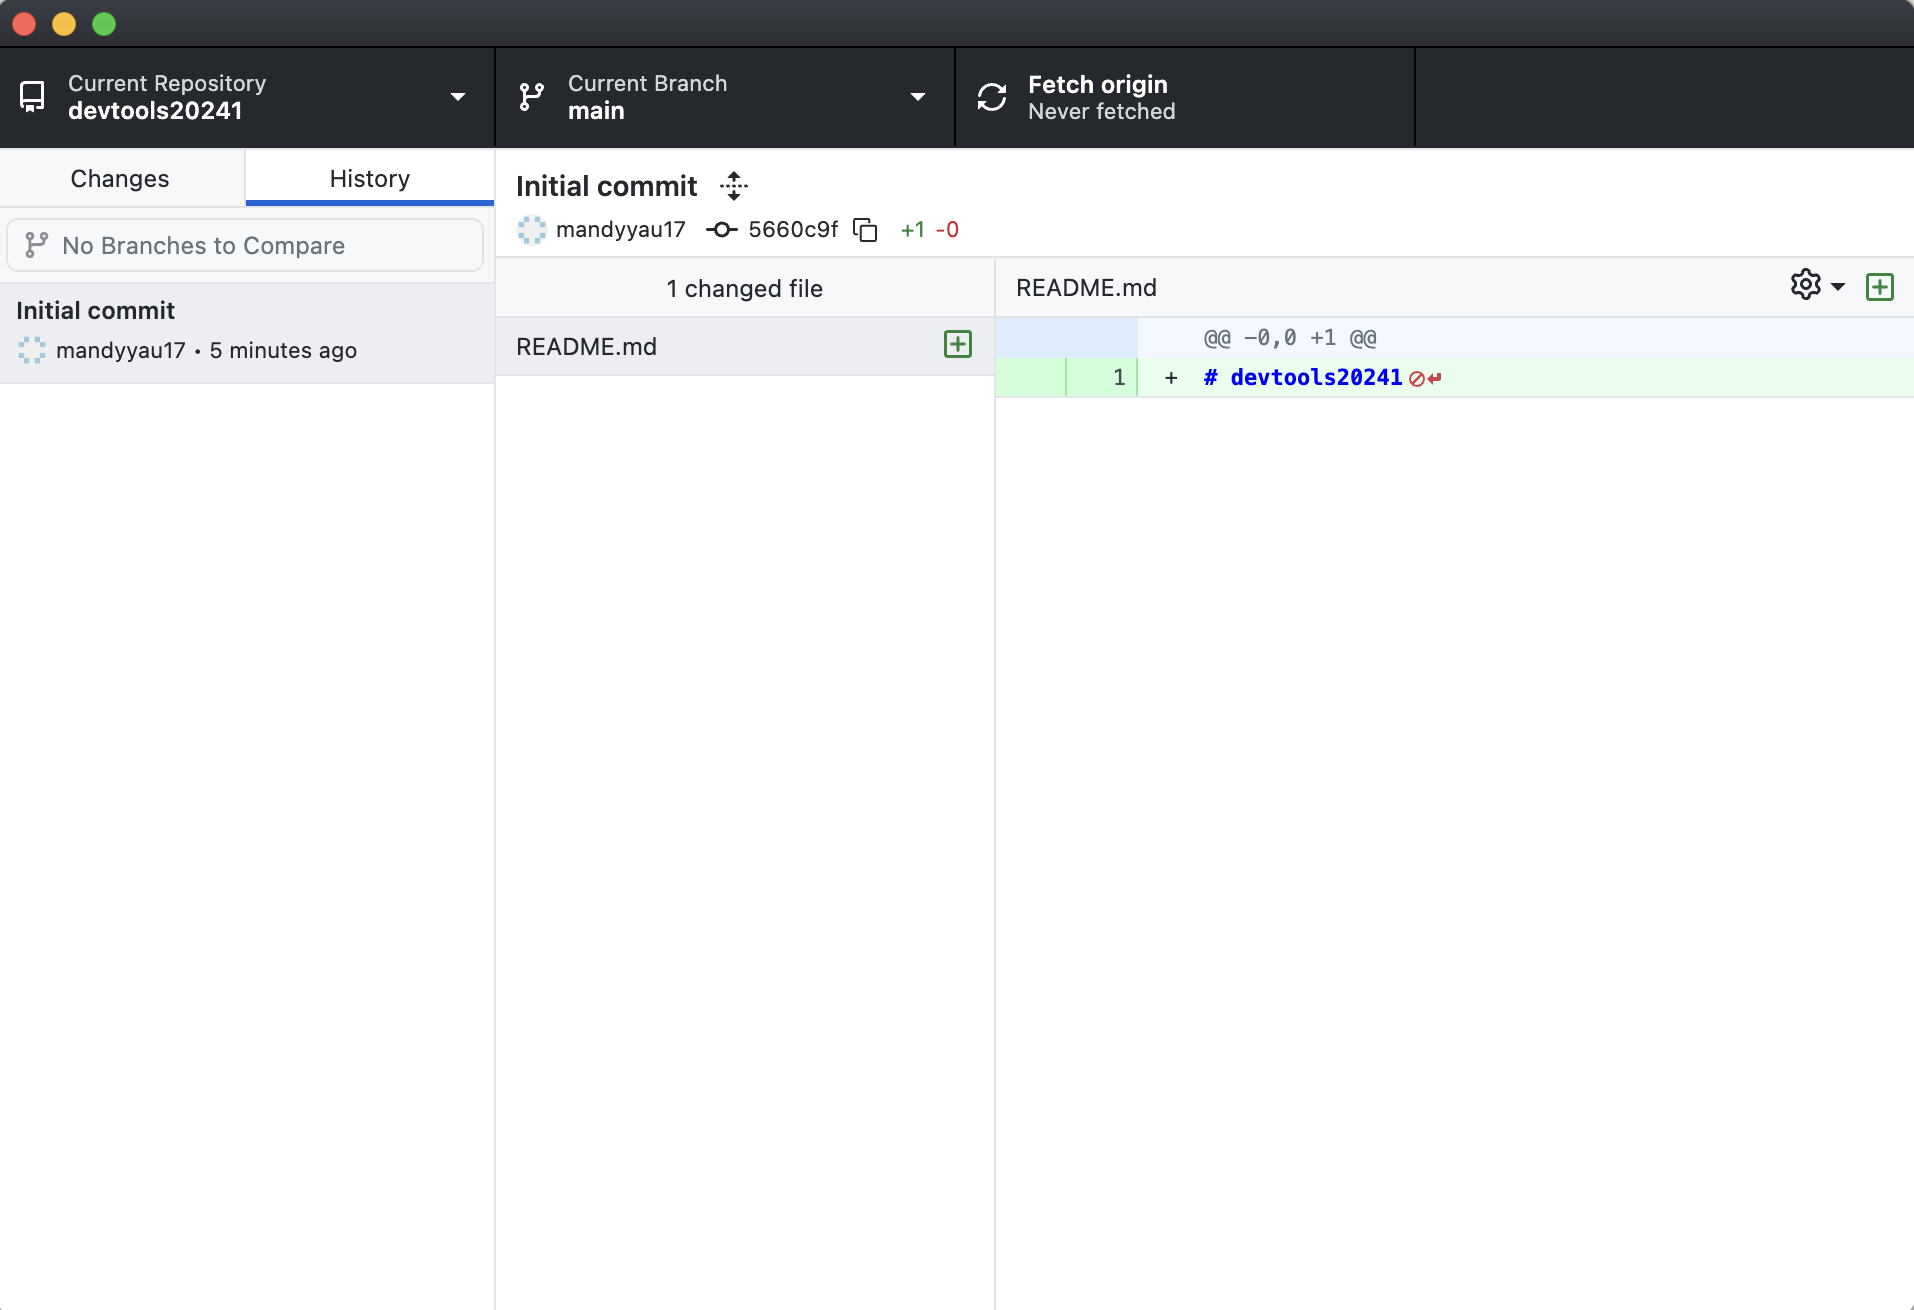 Current Repository
devtools20241
Current Branch
main
Fetch origin
Never fetched
Changes
History
No Branches to Compare
Initial commit
mandyyau17 • 5 minutes ago
Initial commit
mandyyau17 5660c9f +1 -0
1 changed file
README.md
README.md
@@ -0,0 +1 @@
1 + # devtools20241